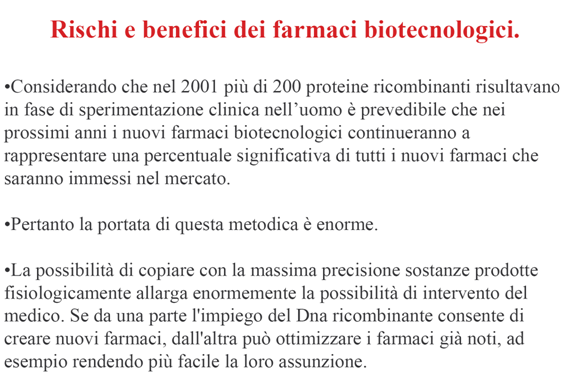 Rischi e benefici dei farmaci biotecnologici.
•Considerando che nel 2001 più di 200 proteine ricombinanti risultavano
in fase di sperimentazione clinica nell’uomo è prevedibile che nei
prossimi anni i nuovi farmaci biotecnologici continueranno a
rappresentare una percentuale significativa di tutti i nuovi farmaci che
saranno immessi nel mercato.
•Pertanto la portata di questa metodica è enorme.
•La possibilità di copiare con la massima precisione sostanze prodotte
fisiologicamente allarga enormemente la possibilità di intervento del
medico. Se da una parte l'impiego del Dna ricombinante consente di
creare nuovi farmaci, dall'altra può ottimizzare i farmaci già noti, ad
esempio rendendo più facile la loro assunzione.